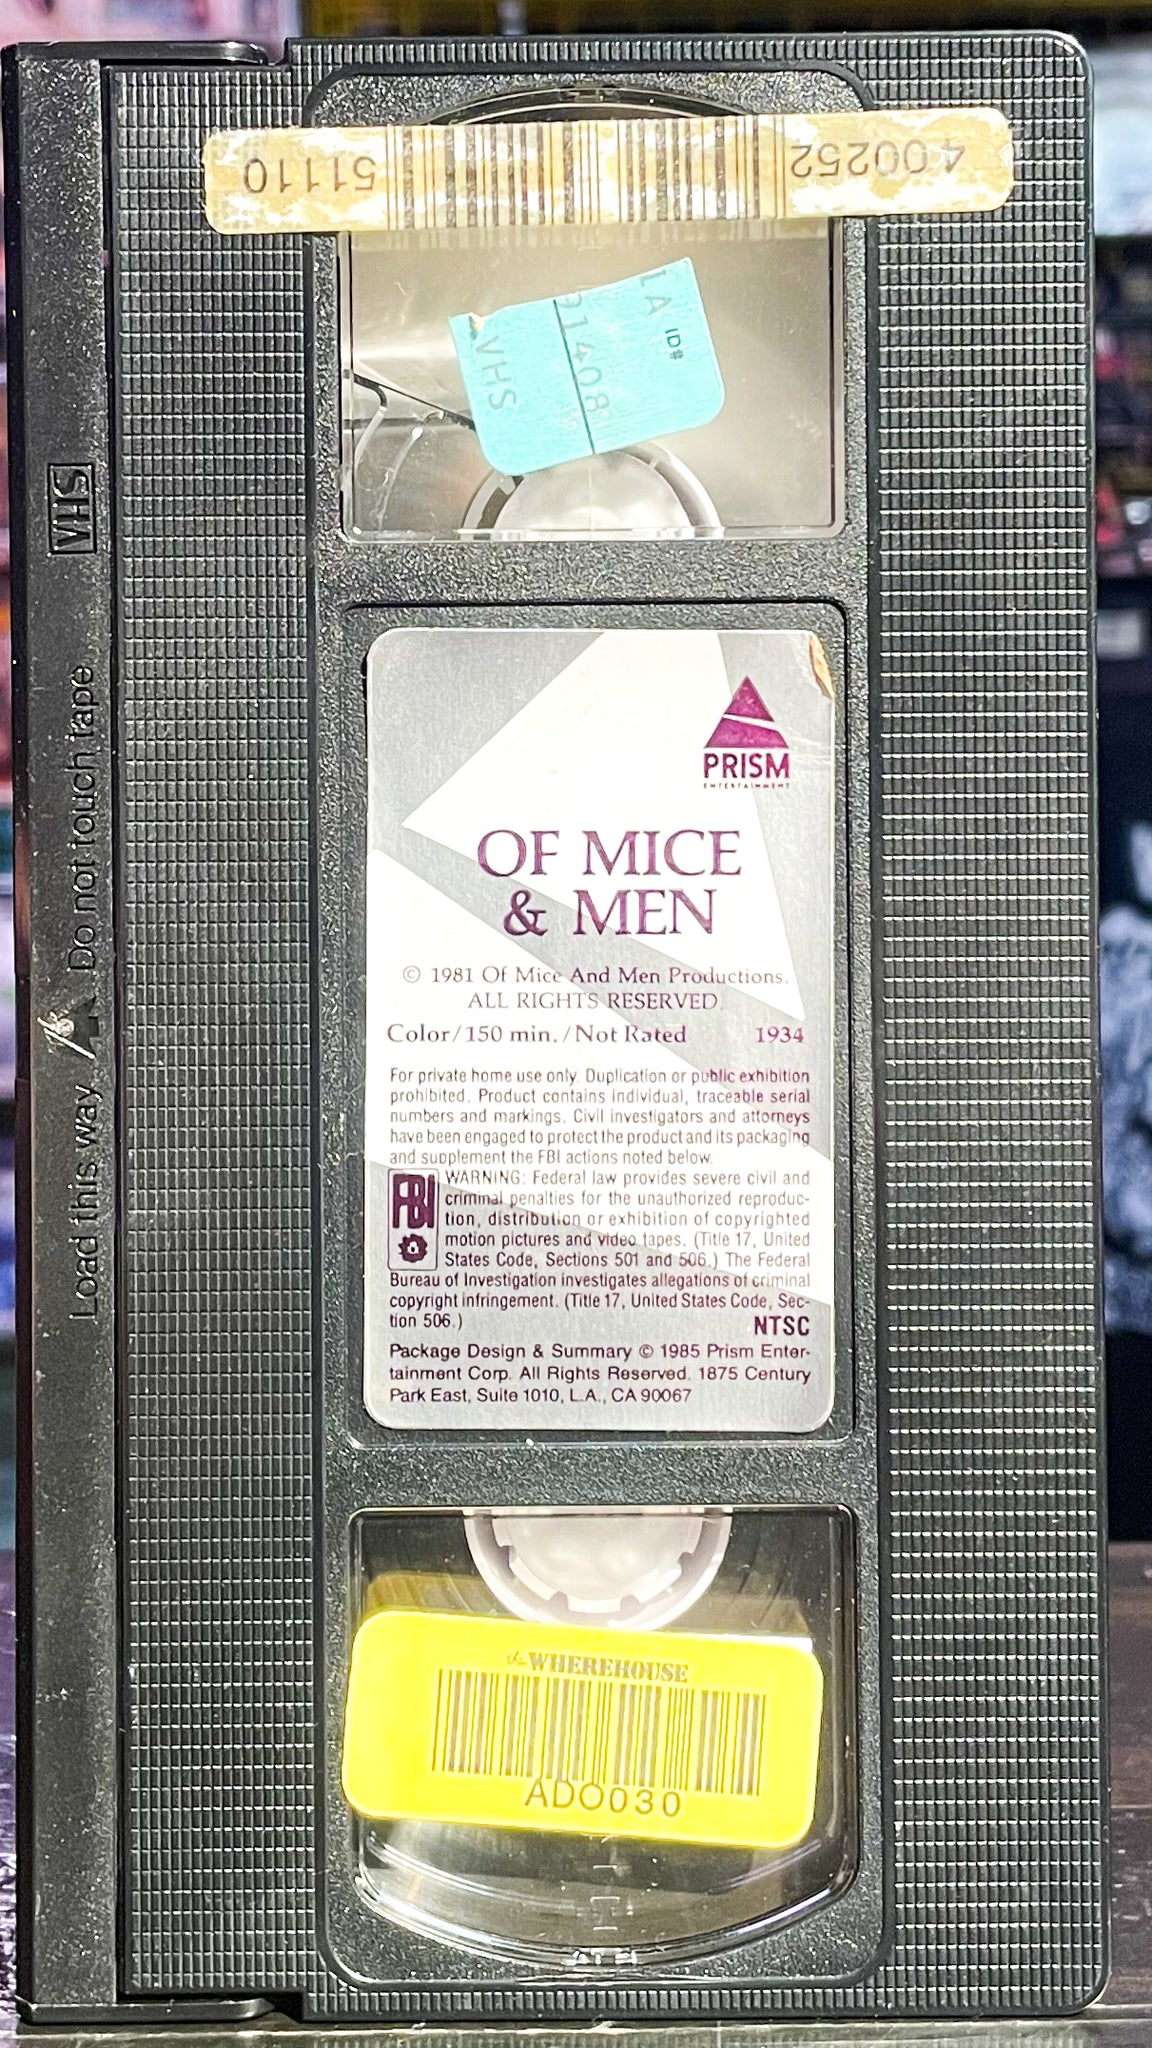 400252 51110
LA ID#
91408
VHS
VHS
Do not touch tape
Load this way
PRISM
ENTERTAINMENT
OF MICE
& MEN
© 1981 Of Mice And Men Productions.
ALL RIGHTS RESERVED.
Color/150 min./Not Rated 1934
For private home use only. Duplication or public exhibition
prohibited. Product contains individual, traceable serial
numbers and markings. Civil investigators and attorneys
have been engaged to protect the product and its packaging
and supplement the FBI actions noted below.
FBI
WARNING: Federal law provides severe civil and
criminal penalties for the unauthorized reproduc-
tion, distribution or exhibition of copyrighted
motion pictures and video tapes. (Title 17, United
States Code, Sections 501 and 506.) The Federal
Bureau of Investigation investigates allegations of criminal
copyright infringement. (Title 17, United States Code, Sec-
tion 506.)
NTSC
Package Design & Summary © 1985 Prism Enter-
tainment Corp. All Rights Reserved. 1875 Century
Park East, Suite 1010, L.A., CA 90067
the WHEREHOUSE
ADO030